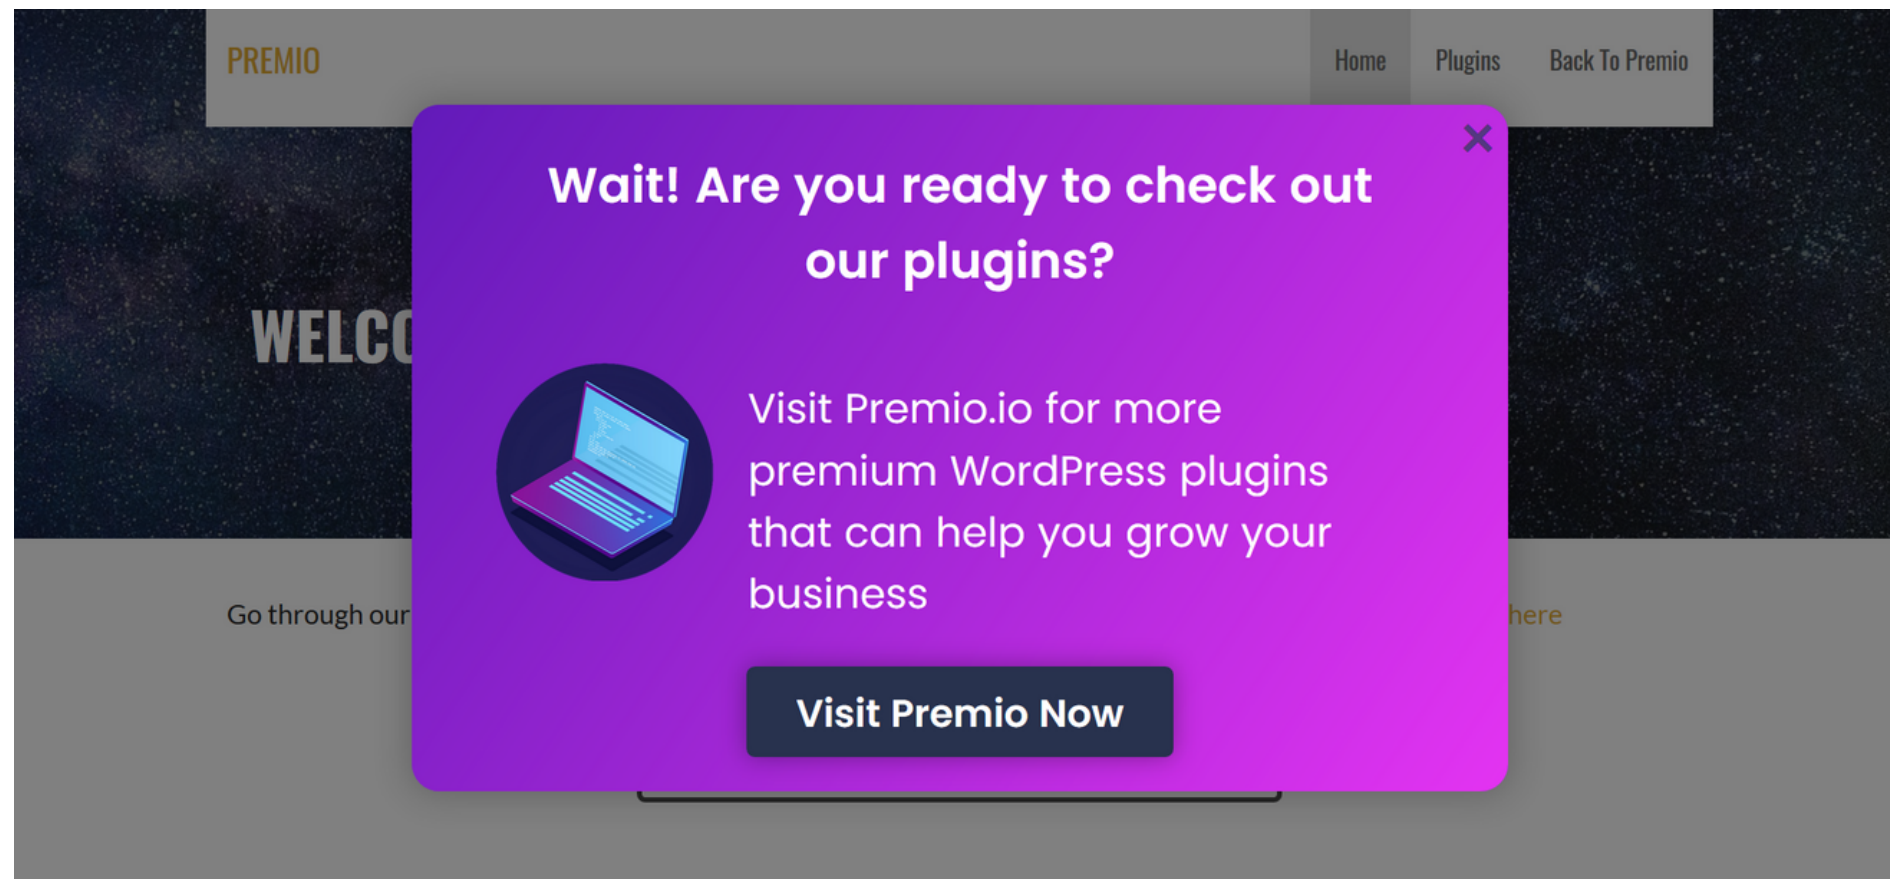 PREMIO
Home
Plugins
Back To Premio
Wait! Are you ready to check out
our plugins?
Visit Premio.io for more
premium WordPress plugins
that can help you grow your
business
Visit Premio Now
Go through our
here